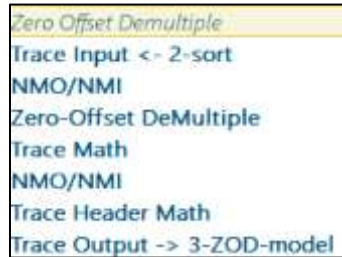 Zero Offset Demultiple
Trace Input <- 2-sort
NMO/NMI
Zero-Offset DeMultiple
Trace Math
NMO/NMI
Trace Header Math
Trace Output -> 3-ZOD-model